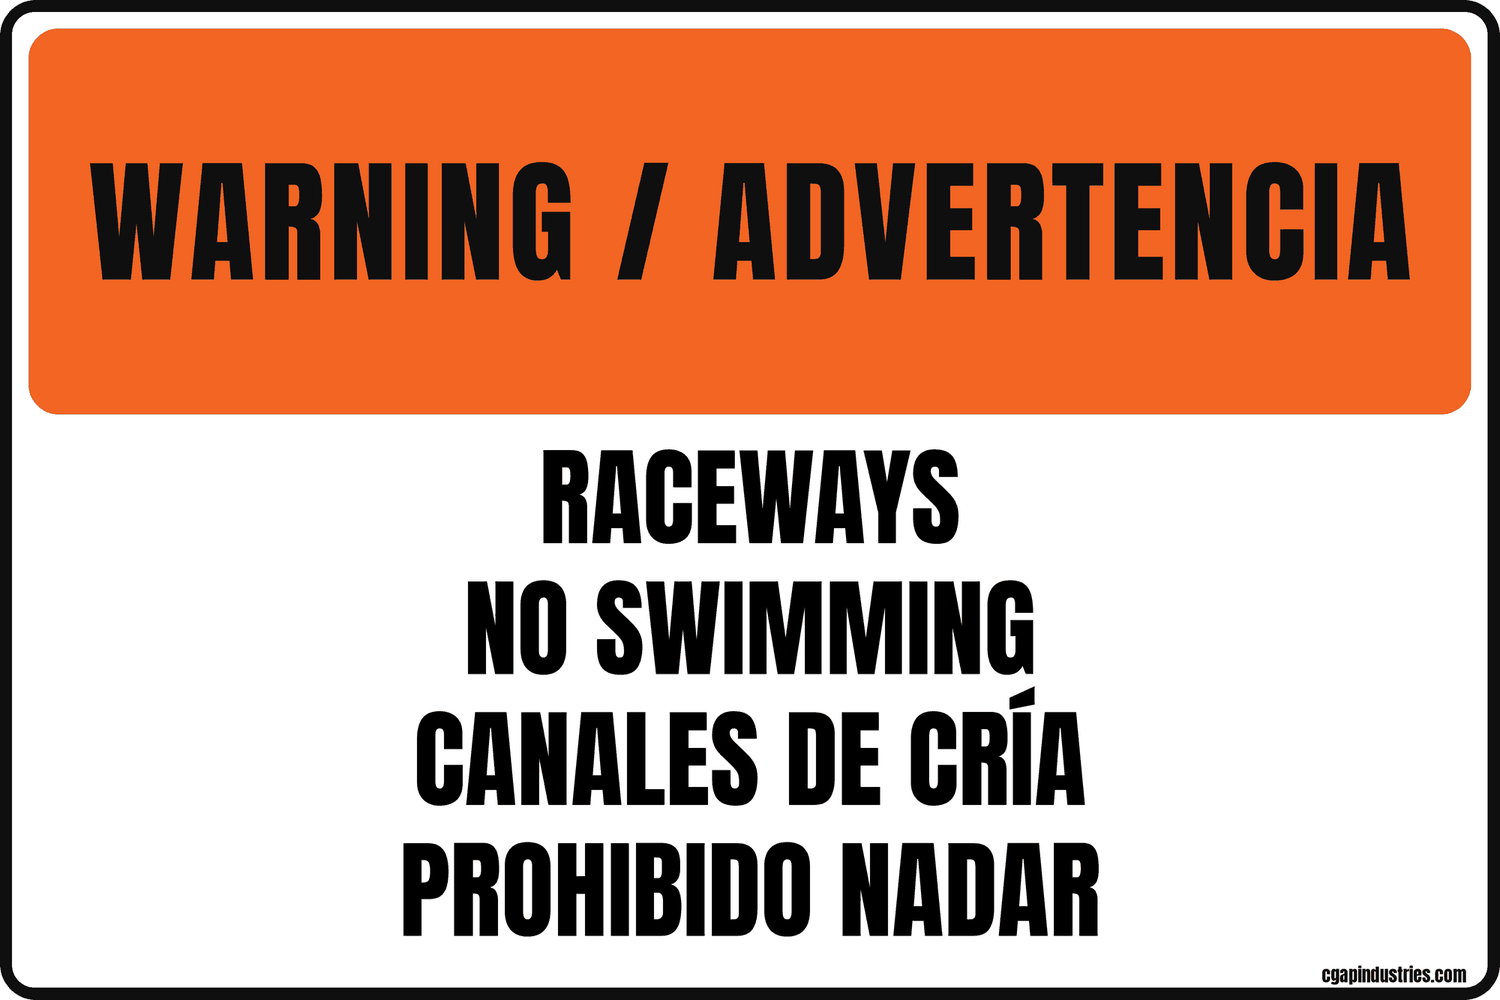 WARNING / ADVERTENCIA
RACEWAYS
NO SWIMMING
CANALES DE CRÍA
PROHIBIDO NADAR
cgapindustries.com